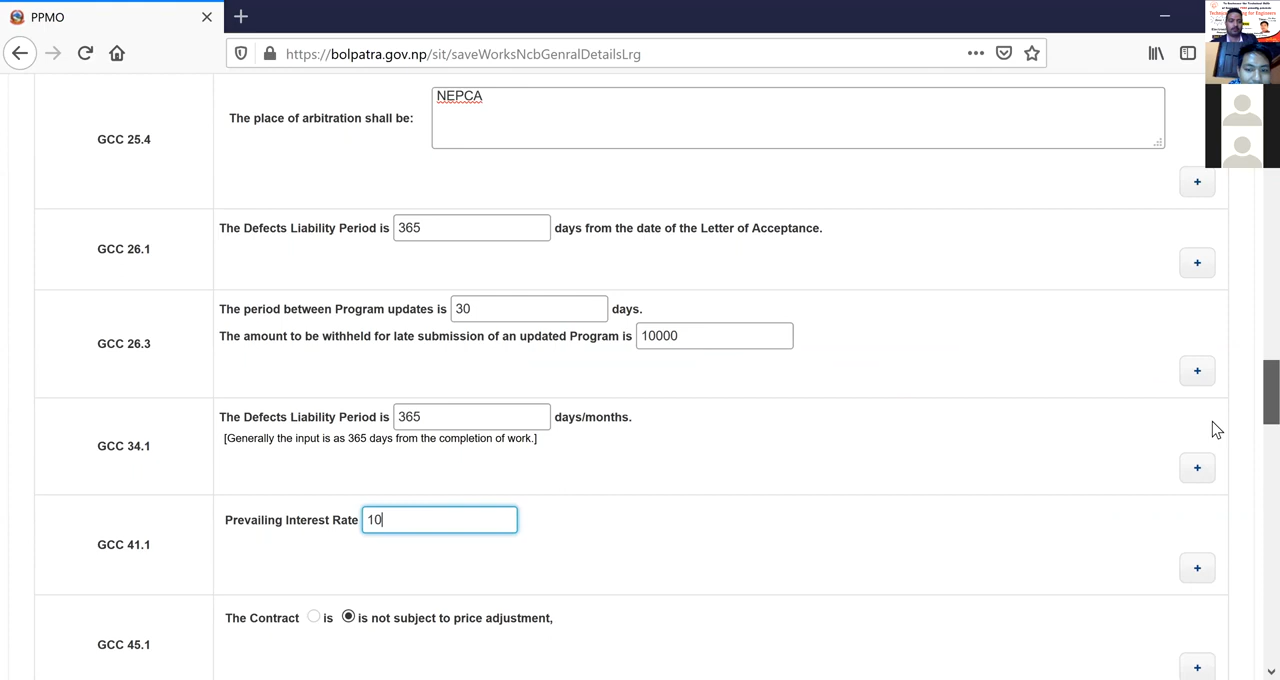 PPMO
https://bolpatra.gov.np/sit/saveWorksNcbGenralDetailsLrg
NEPCA
The place of arbitration shall be:
GCC 25.4
+
The Defects Liability Period is 365 days from the date of the Letter of Acceptance.
GCC 26.1
+
The period between Program updates is 30 days.
The amount to be withheld for late submission of an updated Program is 10000
GCC 26.3
+
The Defects Liability Period is 365 days/months.
[Generally the input is as 365 days from the completion of work.]
GCC 34.1
+
Prevailing Interest Rate 10
GCC 41.1
+
The Contract is is not subject to price adjustment,
GCC 45.1
+